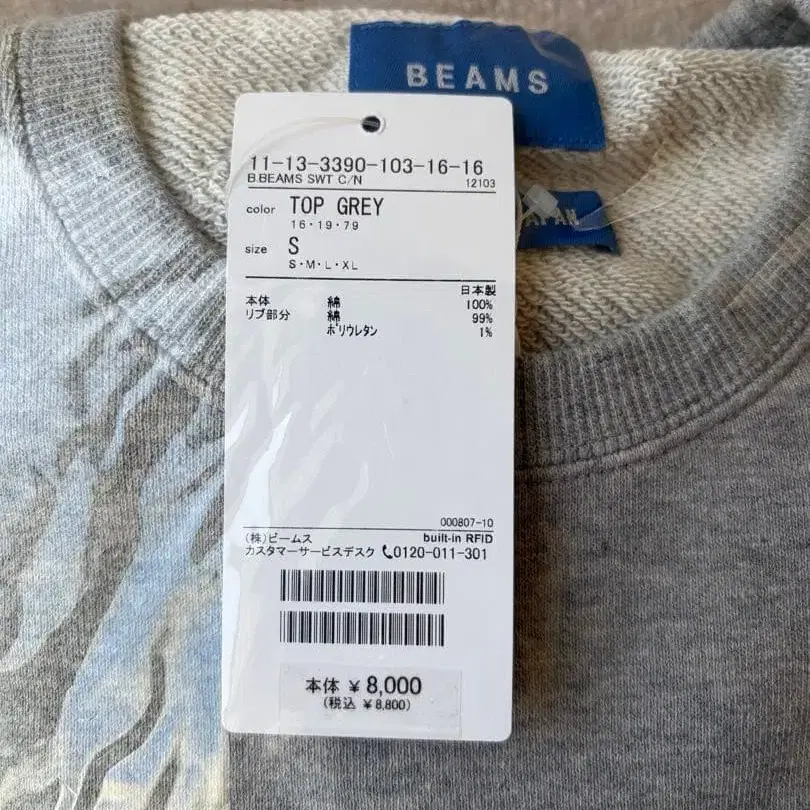 BEAMS
11-13-3390-103-16-16
B.BEAMS SWT C/N 12103
color TOP GREY
16・19・79
size S
S・M・L・XL
日本製
本体 綿 100%
リブ部分 綿 99%
ポリウレタン 1%
000807-10
(株)ビームス built-in RFID
カスタマーサービスデスク 0120-011-301
本体 ¥8,000
(税込 ¥8,800)